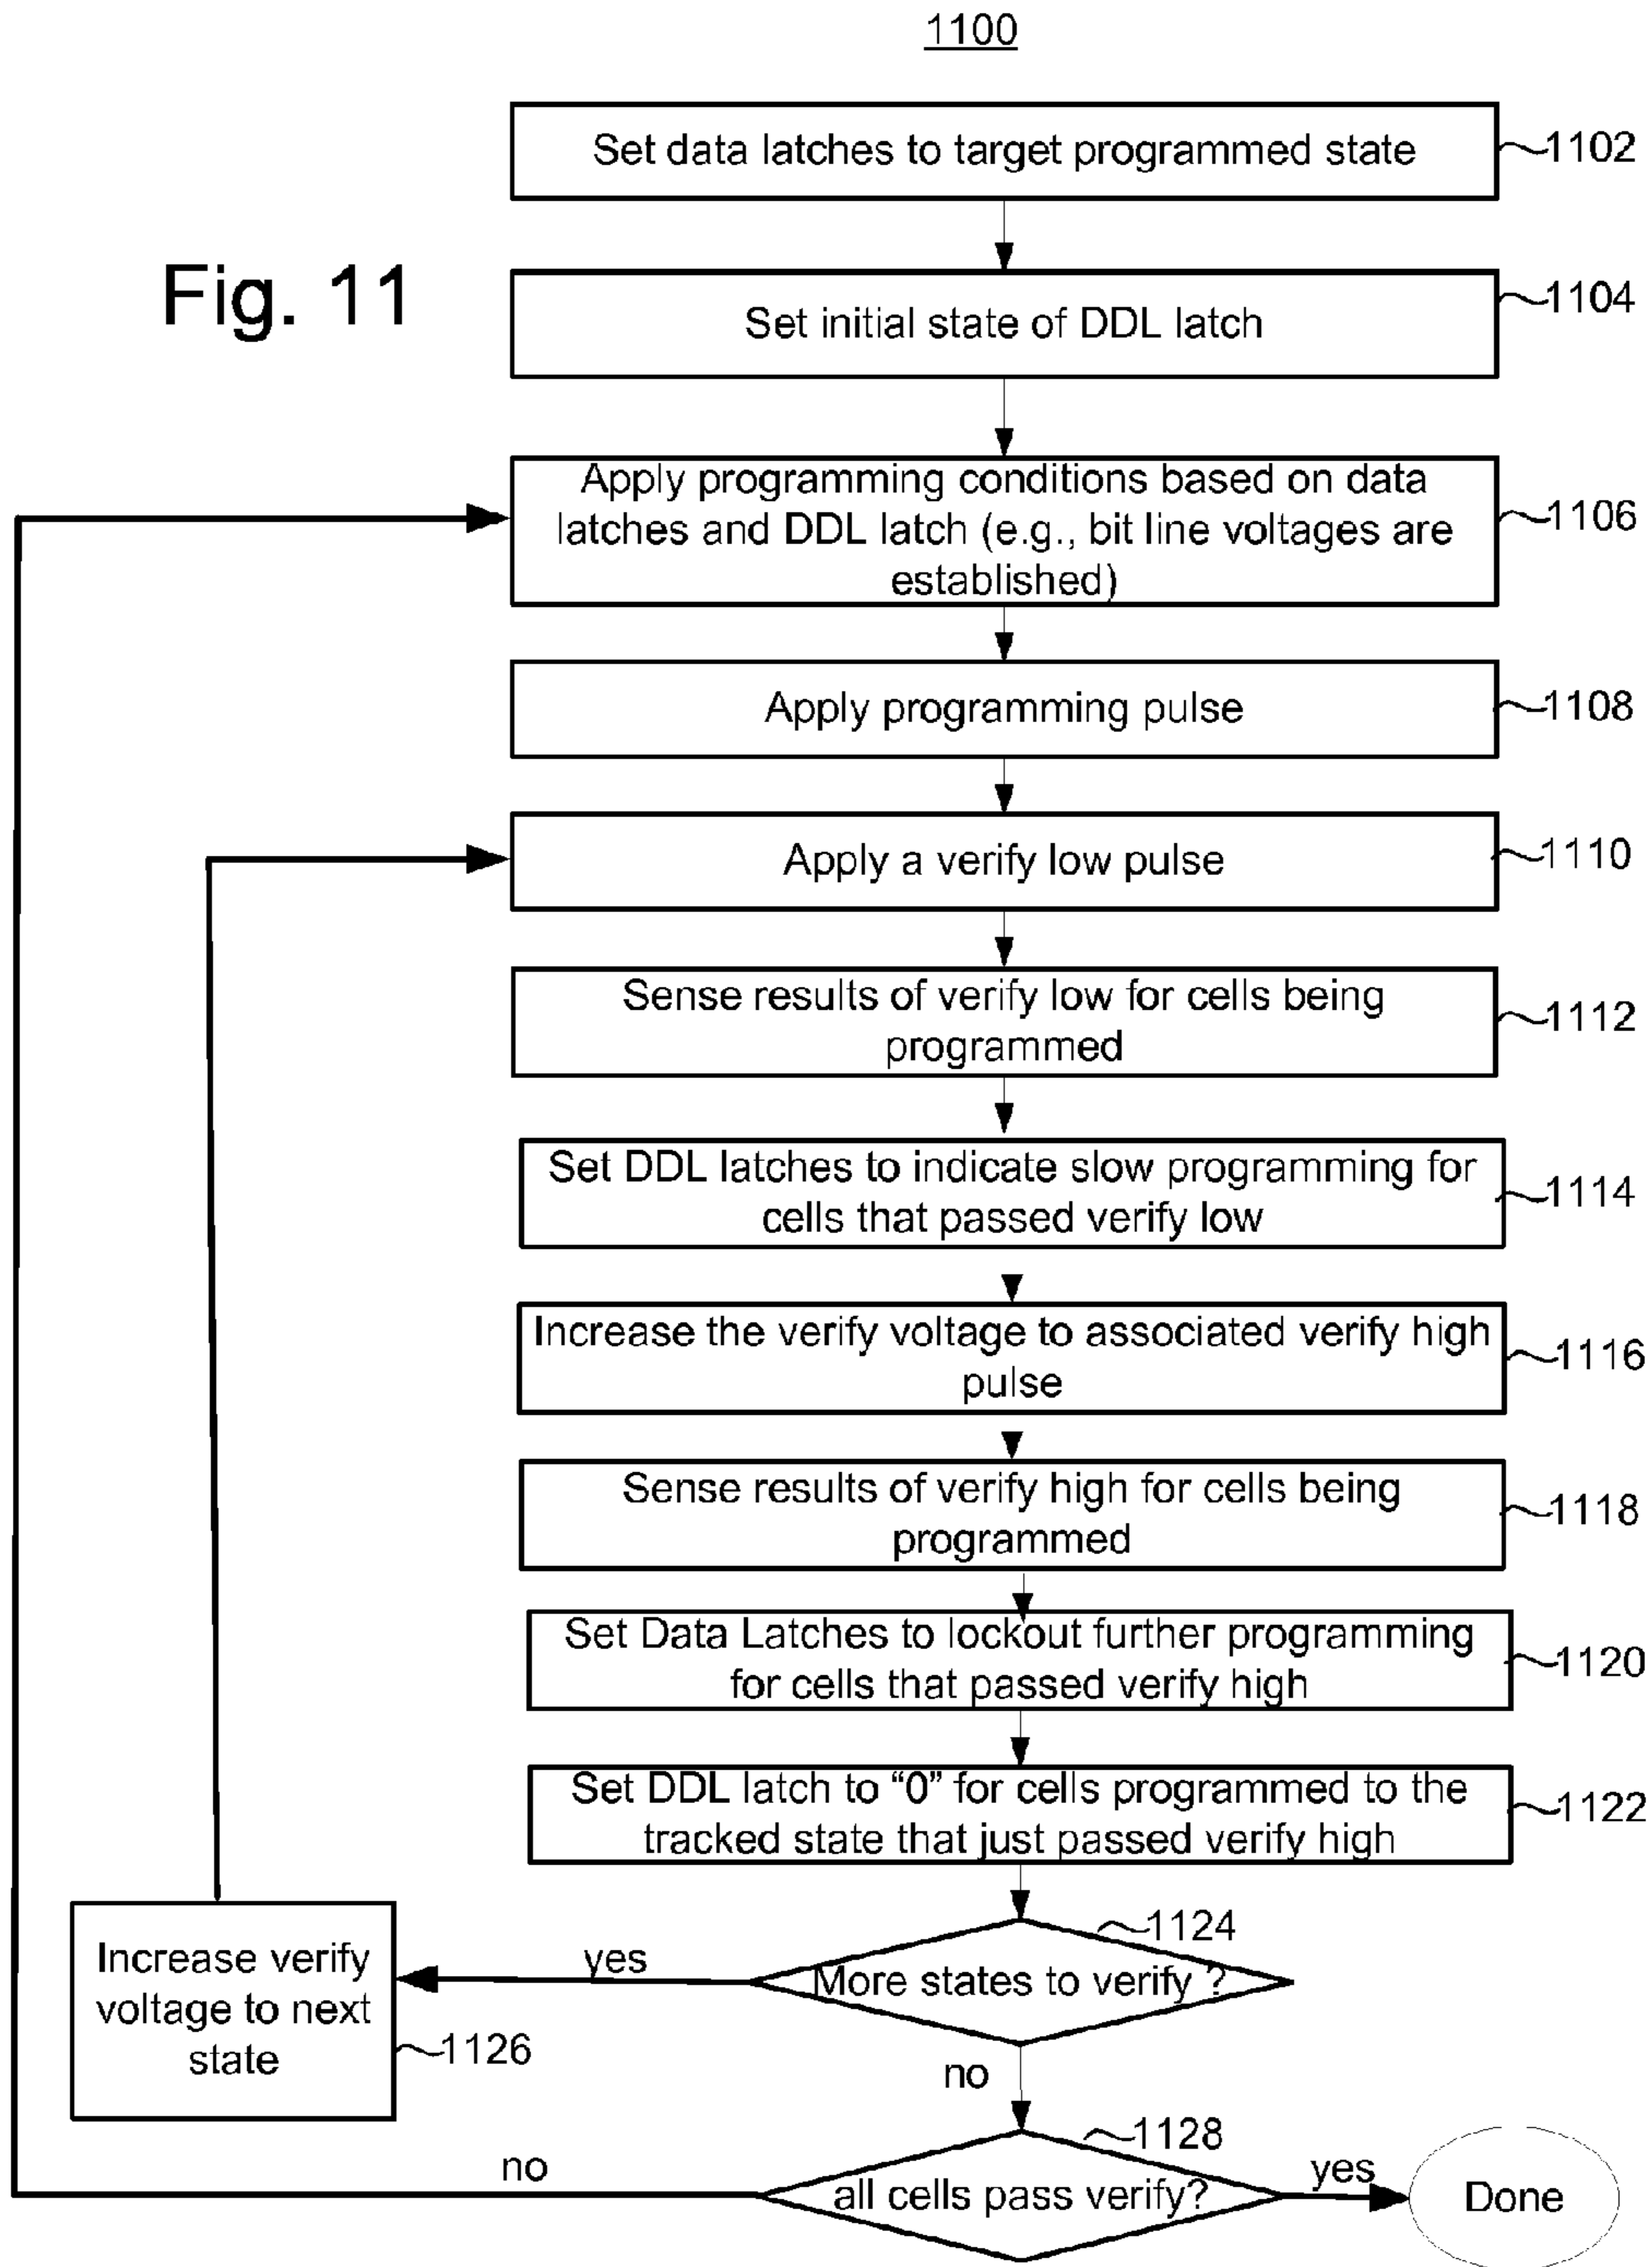 1100
Set data latches to target programmed state
1102
Fig. 11
Set initial state of DDL latch
1104
Apply programming conditions based on data
latches and DDL latch (e.g., bit line voltages are
established)
1106
Apply programming pulse
1108
Apply a verify low pulse
1110
Sense results of verify low for cells being
programmed
1112
Set DDL latches to indicate slow programming for
cells that passed verify low
1114
Increase the verify voltage to associated verify high
pulse
1116
Sense results of verify high for cells being
programmed
1118
Set Data Latches to lockout further programming
for cells that passed verify high
1120
Set DDL latch to “0” for cells programmed to the
tracked state that just passed verify high
1122
1124
More states to verify ?
yes
Increase verify
voltage to next
state
1126
no
1128
all cells pass verify?
no
yes
Done